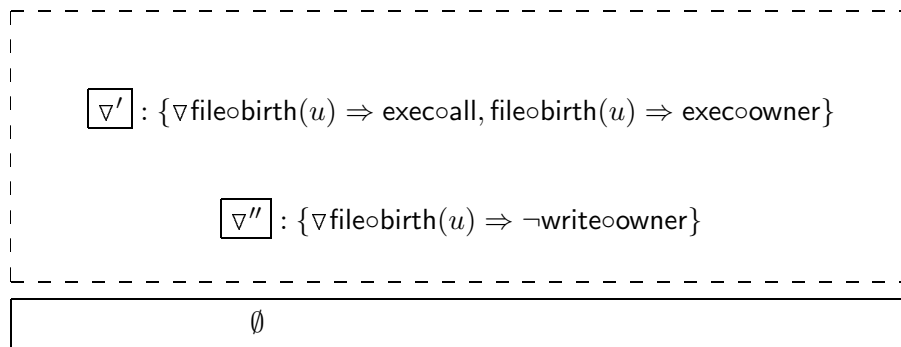 ▽′ : {▽file∘birth(u) ⇒ exec∘all, file∘birth(u) ⇒ exec∘owner}
▽″ : {▽file∘birth(u) ⇒ ¬write∘owner}
∅